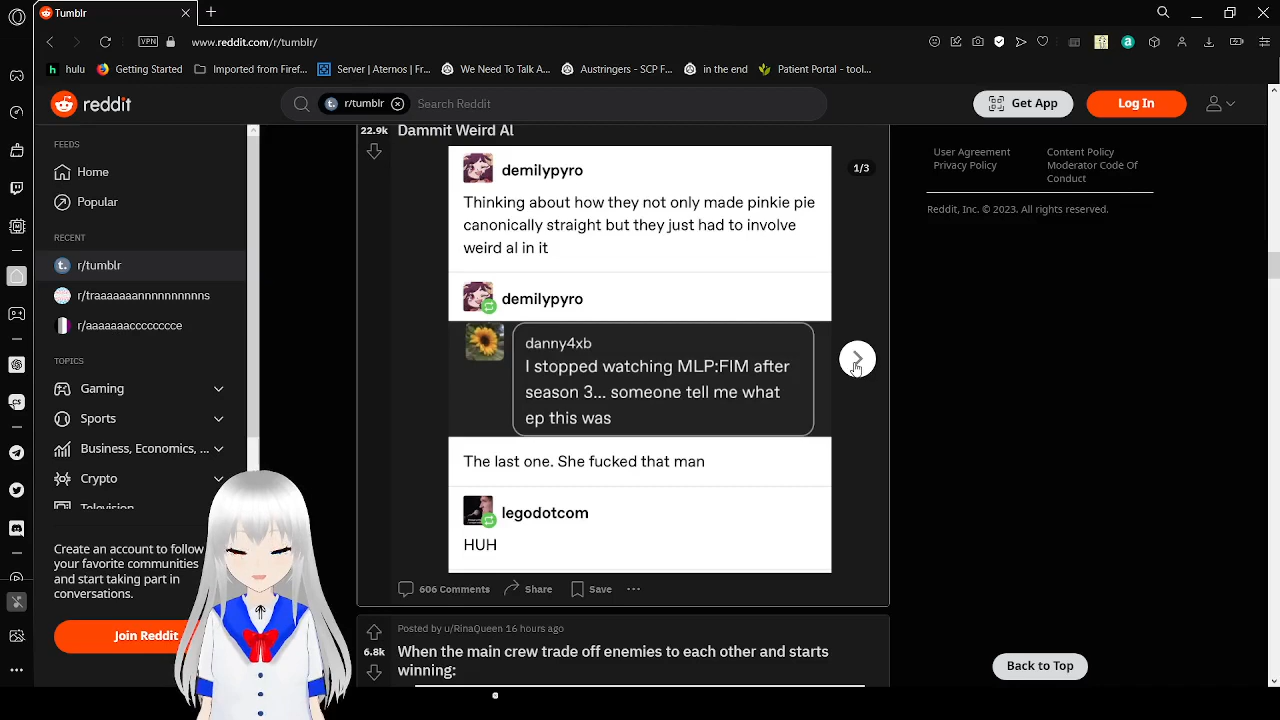 Tumblr
VPN
www.reddit.com/r/tumblr/
h hulu
Getting Started
Imported from Firef...
Server | Aternos | Fr...
We Need To Talk A...
Austringers - SCP F...
in the end
Patient Portal - tool...
reddit
r/tumblr
Search Reddit
Get App
Log In
FEEDS
Home
Popular
RECENT
r/tumblr
r/traaaaaaannnnnnnnns
r/aaaaaaacccccccce
TOPICS
Gaming
Sports
Business, Economics, ...
Crypto
Television
Create an account to follow
your favorite communities
and start taking part in
conversations.
Join Reddit
22.9k
Dammit Weird Al
1/3
demilypyro
Thinking about how they not only made pinkie pie
canonically straight but they just had to involve
weird al in it
demilypyro
danny4xb
I stopped watching MLP:FIM after
season 3... someone tell me what
ep this was
The last one. She fucked that man
legodotcom
HUH
606 Comments
Share
Save
Posted by u/RinaQueen 16 hours ago
6.8k
When the main crew trade off enemies to each other and starts
winning:
User Agreement
Privacy Policy
Content Policy
Moderator Code Of
Conduct
Reddit, Inc. © 2023. All rights reserved.
Back to Top